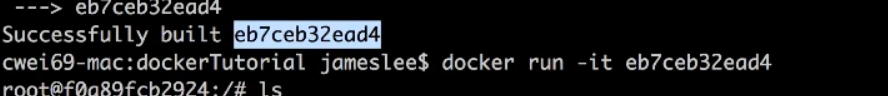 ---> eb7ceb32ead4
Successfully built eb7ceb32ead4
cwei69-mac:dockerTutorial jameslee$ docker run -it eb7ceb32ead4
root@f0a89fcb2924:/# ls